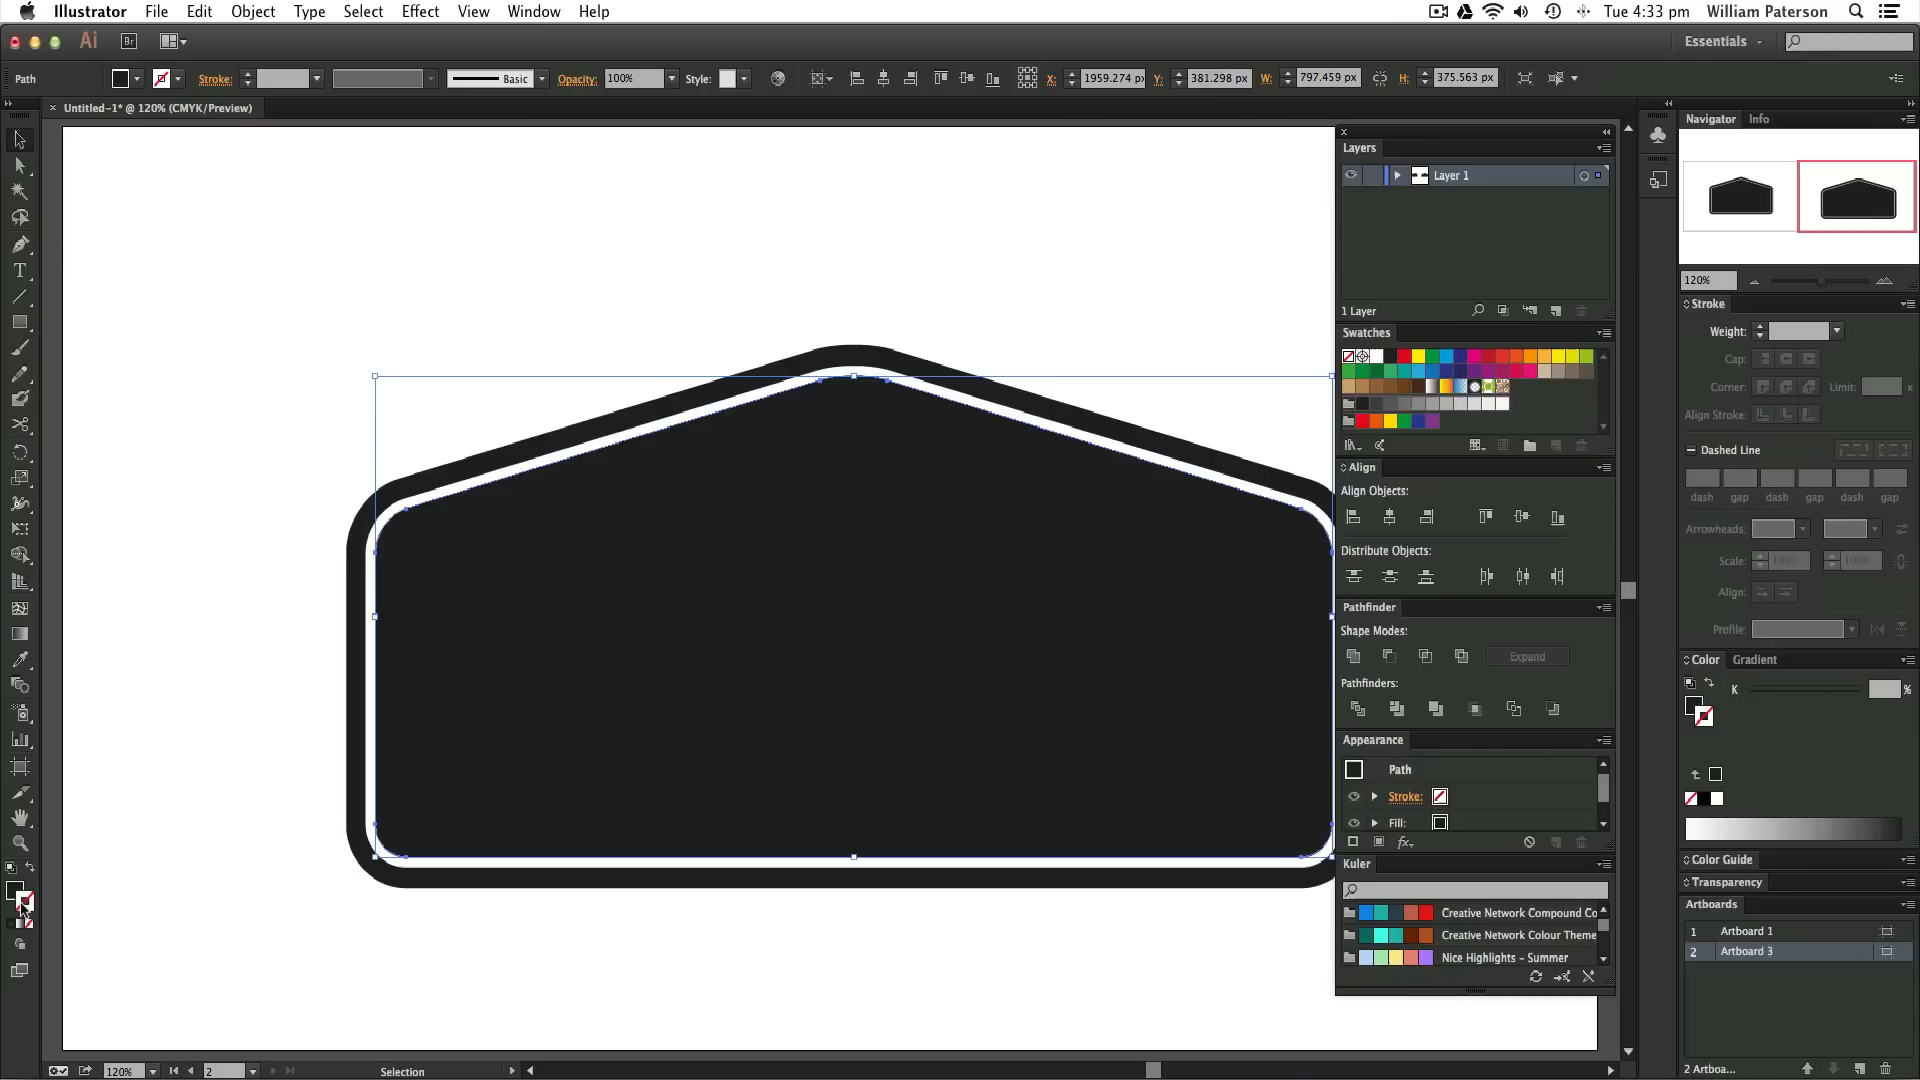 Illustrator File Edit Object Type Select Effect View Window Help Tue 4:33 pm William Paterson
Ai Br Essentials
Path Stroke: Basic Opacity: 100% Style: X: 1959.274 px Y: 381.298 px W: 797.459 px H: 375.563 px
Untitled-1* @ 120% (CMYK/Preview)
Layers
Layer 1
1 Layer
Swatches
Align
Align Objects:
Distribute Objects:
Pathfinder
Shape Modes:
Expand
Pathfinders:
Appearance
Path
Stroke:
Fill:
fx
Kuler
Creative Network Compound Co
Creative Network Colour Theme
Nice Highlights - Summer
Navigator Info
120%
Stroke
Weight:
Cap:
Corner: Limit: x
Align Stroke:
Dashed Line
dash gap dash gap dash gap
Arrowheads:
Scale: 100% 100%
Align:
Profile:
Color Gradient
K %
Color Guide
Transparency
Artboards
1 Artboard 1
2 Artboard 3
2 Artboa...
120% 2 Selection